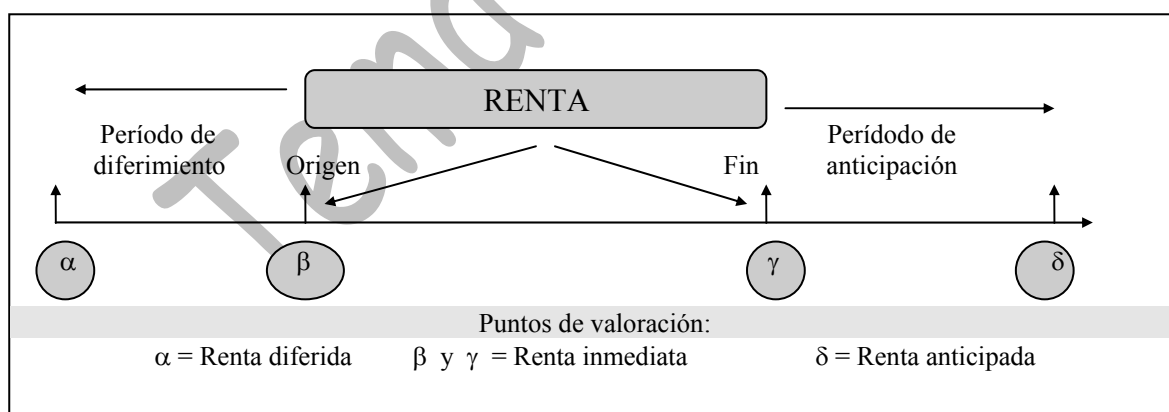 RENTA
Período de diferimiento
Origen
Fin
Perídodo de anticipación
α β γ δ
Puntos de valoración:
α = Renta diferida β y γ = Renta inmediata δ = Renta anticipada